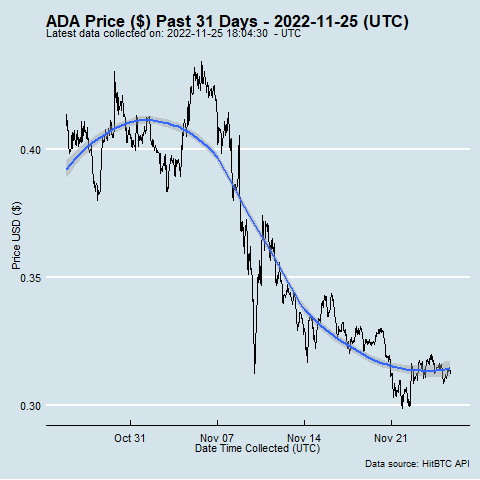 ADA Price ($) Past 31 Days - 2022-11-25 (UTC)
Latest data collected on: 2022-11-25 18:04:30  - UTC
Price USD ($)
0.40
0.35
0.30
Oct 31
Nov 07
Nov 14
Nov 21
Date Time Collected (UTC)
Data source: HitBTC API